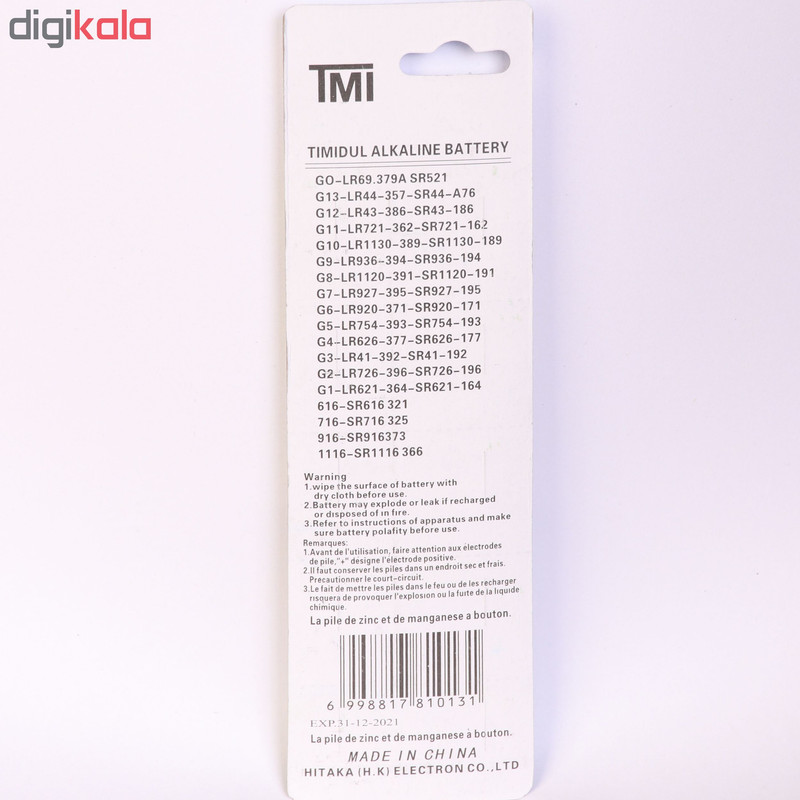 digikala
TMI
TIMIDUL ALKALINE BATTERY
GO-LR69.379A SR521
G13-LR44-357-SR44-A76
G12-LR43-386-SR43-186
G11-LR721-362-SR721-162
G10-LR1130-389-SR1130-189
G9-LR936-394-SR936-194
G8-LR1120-391-SR1120-191
G7-LR927-395-SR927-195
G6-LR920-371-SR920-171
G5-LR754-393-SR754-193
G4-LR626-377-SR626-177
G3-LR41-392-SR41-192
G2-LR726-396-SR726-196
G1-LR621-364-SR621-164
616-SR616 321
716-SR716 325
916-SR916373
1116-SR1116 366
Warning
1.wipe the surface of battery with
dry cloth before use.
2.Battery may explode or leak if recharged
or disposed of in fire.
3.Refer to instructions of apparatus and make
sure battery polafity before use.
Remarques:
1.Avant de l'utilisation, faire attention aux électrodes
de pile,"+" designe l'électrode positive.
2.Il faut conserver les piles dans un endroit sec et frais.
Précautionner le court-circuit.
3.Le fait de mettre les piles dans le feu ou de les recharger
risquera de provoquer l'explosion ou la fuite de la liquide
chimique.
La pile de zinc et de manganese a bouton.
6 998817 810131
EXP.31-12-2021
La pile de zinc et de manganese a bouton.
MADE IN CHINA
HITAKA (H.K) ELECTRON CO.,LTD